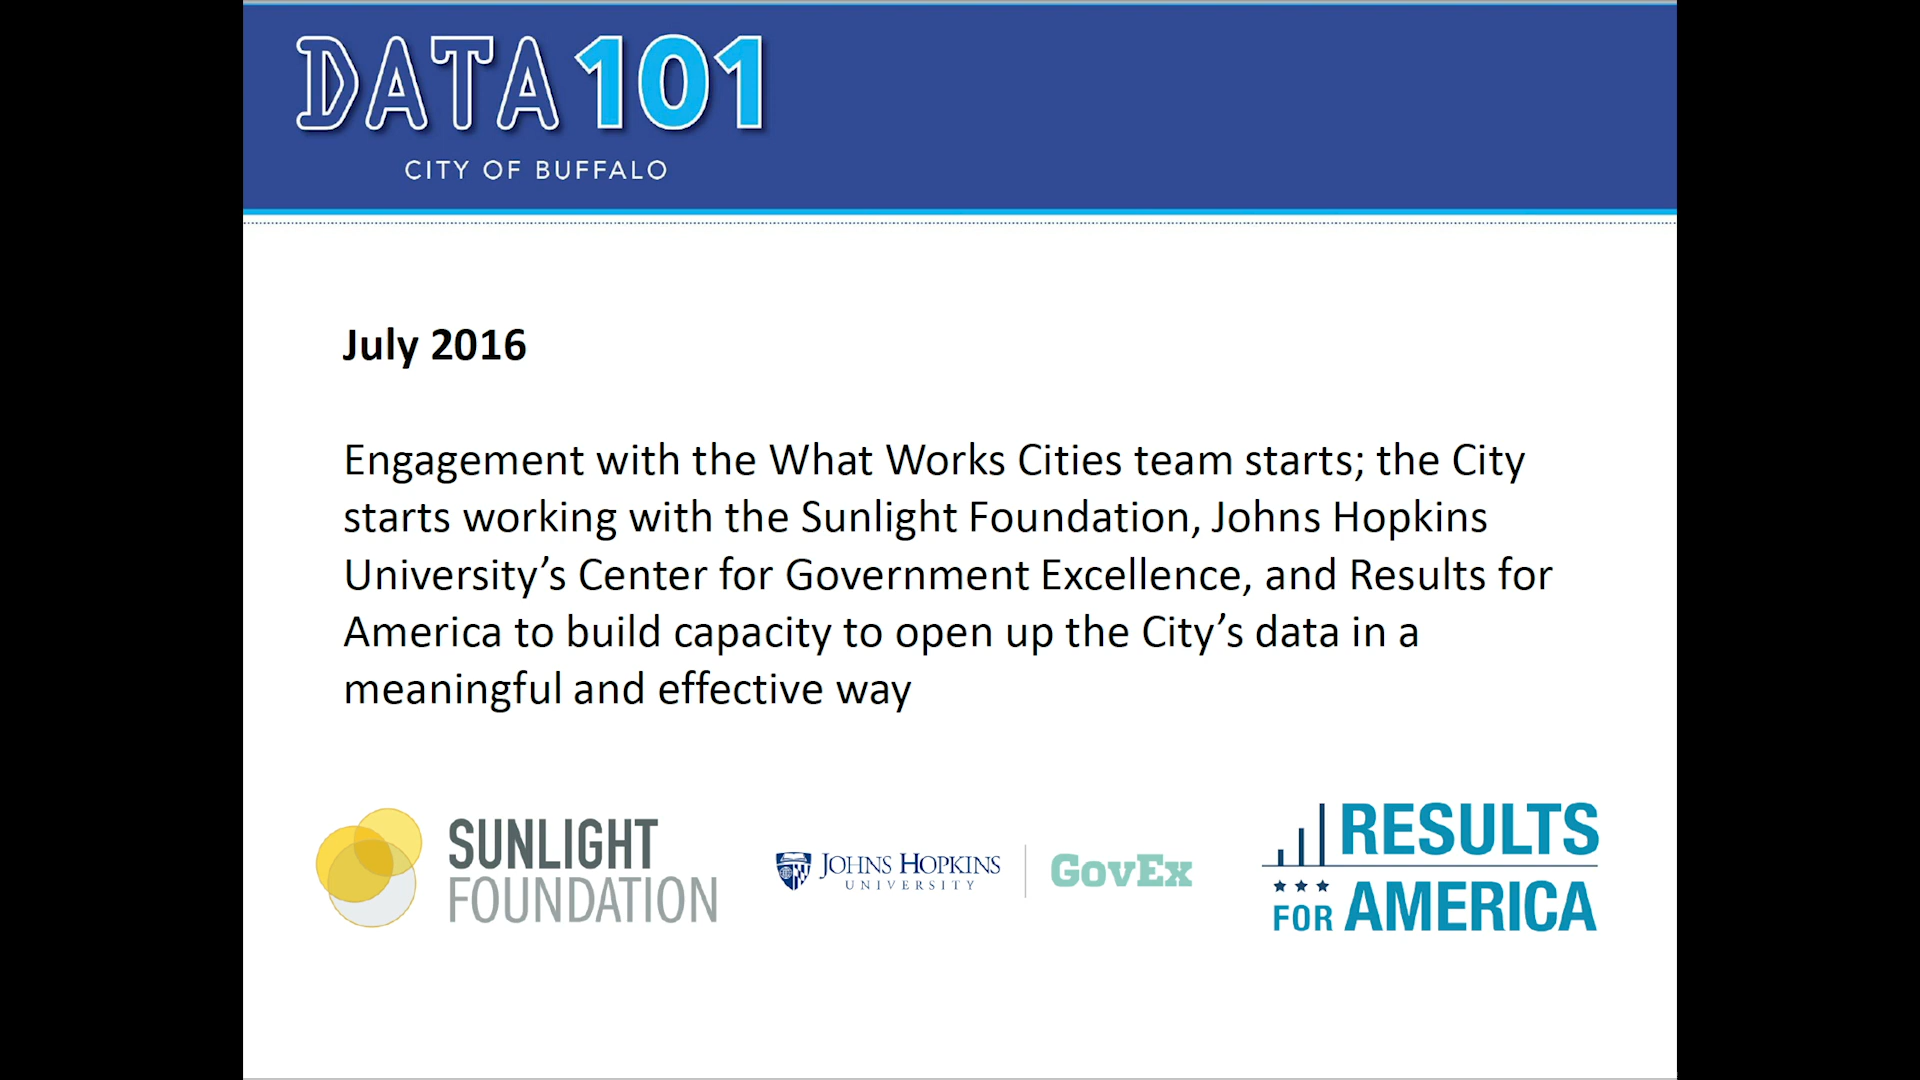 DATA 101
CITY OF BUFFALO
July 2016
Engagement with the What Works Cities team starts; the City
starts working with the Sunlight Foundation, Johns Hopkins
University’s Center for Government Excellence, and Results for
America to build capacity to open up the City’s data in a
meaningful and effective way
SUNLIGHT
FOUNDATION
JOHNS HOPKINS
UNIVERSITY
GovEx
RESULTS
FOR AMERICA